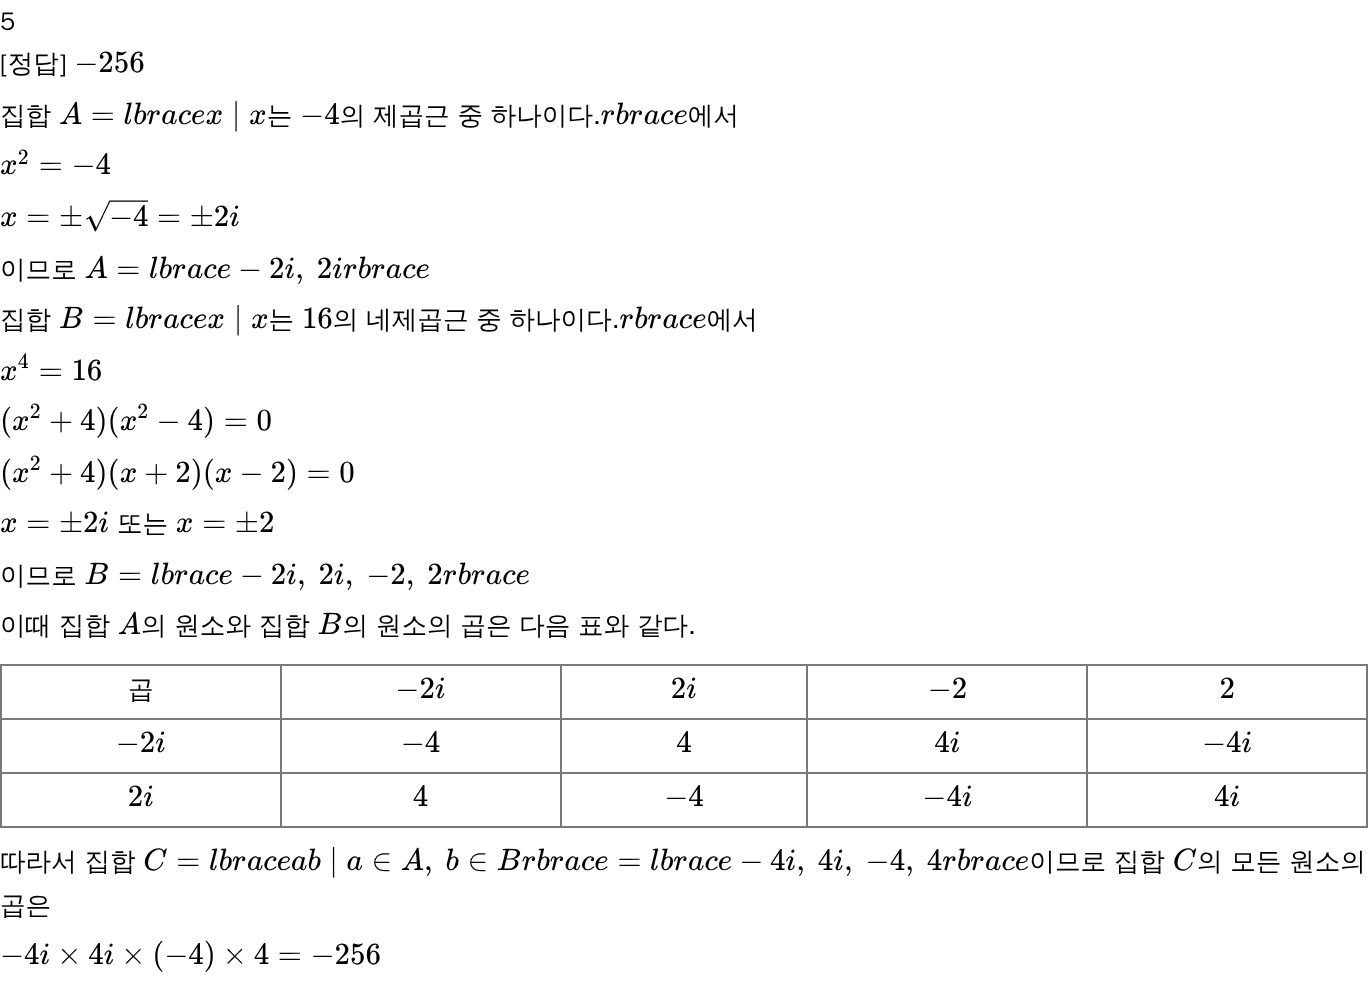 5
[정답] −256
집합 A = lbracex | x는 −4의 제곱근 중 하나이다.rbrace에서
x² = −4
x = ±√−4 = ±2i
이므로 A = lbrace − 2i, 2irbrace
집합 B = lbracex | x는 16의 네제곱근 중 하나이다.rbrace에서
x⁴ = 16
(x² + 4)(x² − 4) = 0
(x² + 4)(x + 2)(x − 2) = 0
x = ±2i 또는 x = ±2
이므로 B = lbrace − 2i, 2i, −2, 2rbrace
이때 집합 A의 원소와 집합 B의 원소의 곱은 다음 표와 같다.
곱 −2i 2i −2 2
−2i −4 4 4i −4i
2i 4 −4 −4i 4i
따라서 집합 C = lbraceab | a ∈ A, b ∈ Brbrace = lbrace − 4i, 4i, −4, 4rbrace이므로 집합 C의 모든 원소의
곱은
−4i × 4i × (−4) × 4 = −256